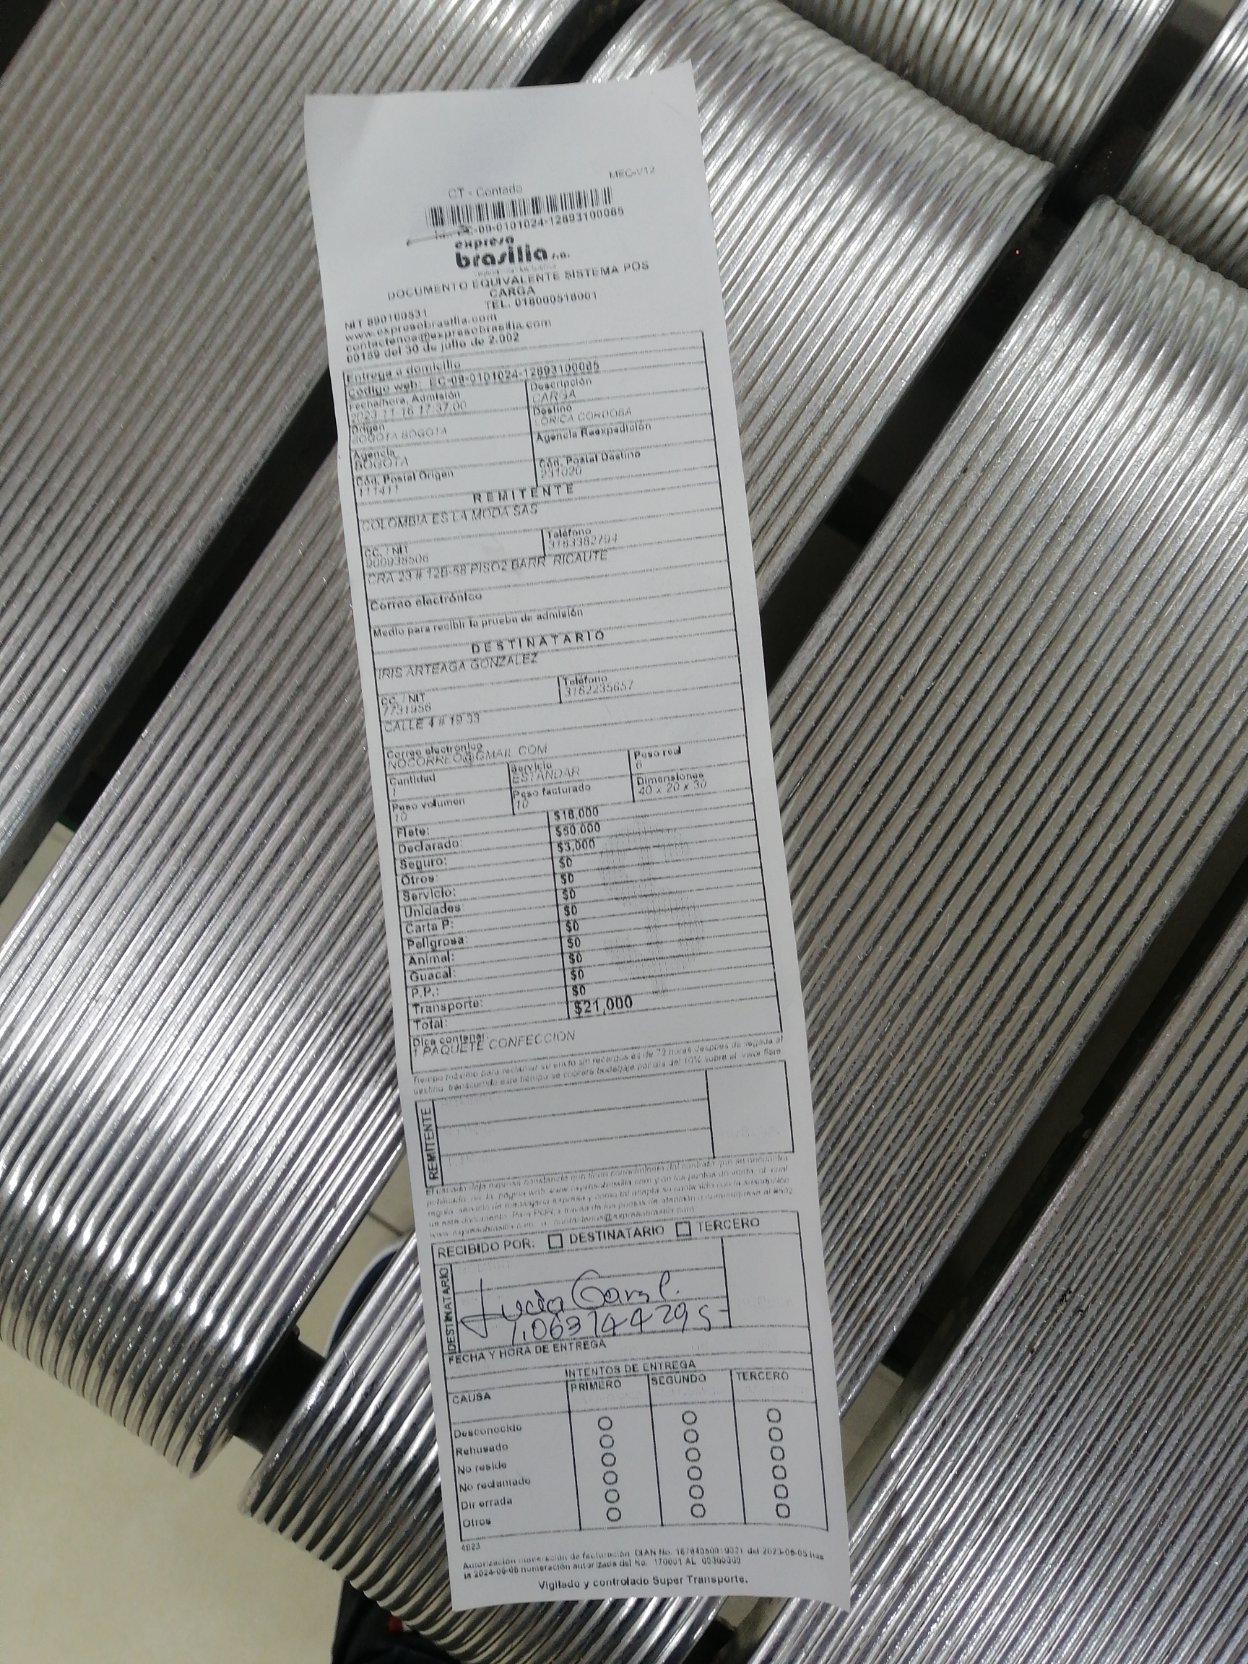 CT - Contado
MEC-V12
expreso
brasilia s.a.
DOCUMENTO EQUIVALENTE SISTEMA POS
CARGA
TEL. 018000518001
NIT 890100531
www.expresobrasilia.com
contactenos@expresobrasilia.com
00159 del 30 de julio de 2.002
Entrega a domicilio
Código web: EC-09-0101024-12893100085
Fecha/hora, Admisión
2023-11-16 17:37:00
Descripción
CARGA
Origen
BOGOTA BOGOTA
Destino
LORICA CORDOBA
Agencia
BOGOTA
Agencia Reexpedición
Cód. Postal Origen
111411
Cód. Postal Destino
231020
REMITENTE
COLOMBIA ES LA MODA SAS
CC. / NIT
900938506
Teléfono
CRA 23 # 12B-58 PISO2 BARR RICAUTE
Correo electrónico
Medio para recibir la prueba de admisión
DESTINATARIO
IRIS ARTEAGA GONZALEZ
CC. / NIT
Teléfono
3162235657
CALLE 4 # 19 33
Correo electrónico
NOCORREO@GMAIL.COM
Cantidad
1
Servicio
ESTANDAR
Peso real
6
Peso volumen
10
Peso facturado
10
Dimensiones
40 x 20 x 30
Flete: $18,000
Declarado: $50,000
Seguro: $3,000
Otros: $0
Servicio: $0
Unidades: $0
Carta P: $0
Peligrosa: $0
Animal: $0
Guacal: $0
P.P.: $0
Transporte: $0
Total: $21,000
Dice contener
1 PAQUETE CONFECCION
REMITENTE
RECIBIDO POR: DESTINATARIO TERCERO
DESTINATARIO
1.063744295
FECHA Y HORA DE ENTREGA
INTENTOS DE ENTREGA
CAUSA PRIMERO SEGUNDO TERCERO
Desconocido
Rehusado
No reside
No reclamado
Dir errada
Otros
4023
Vigilado y controlado Super Transporte.